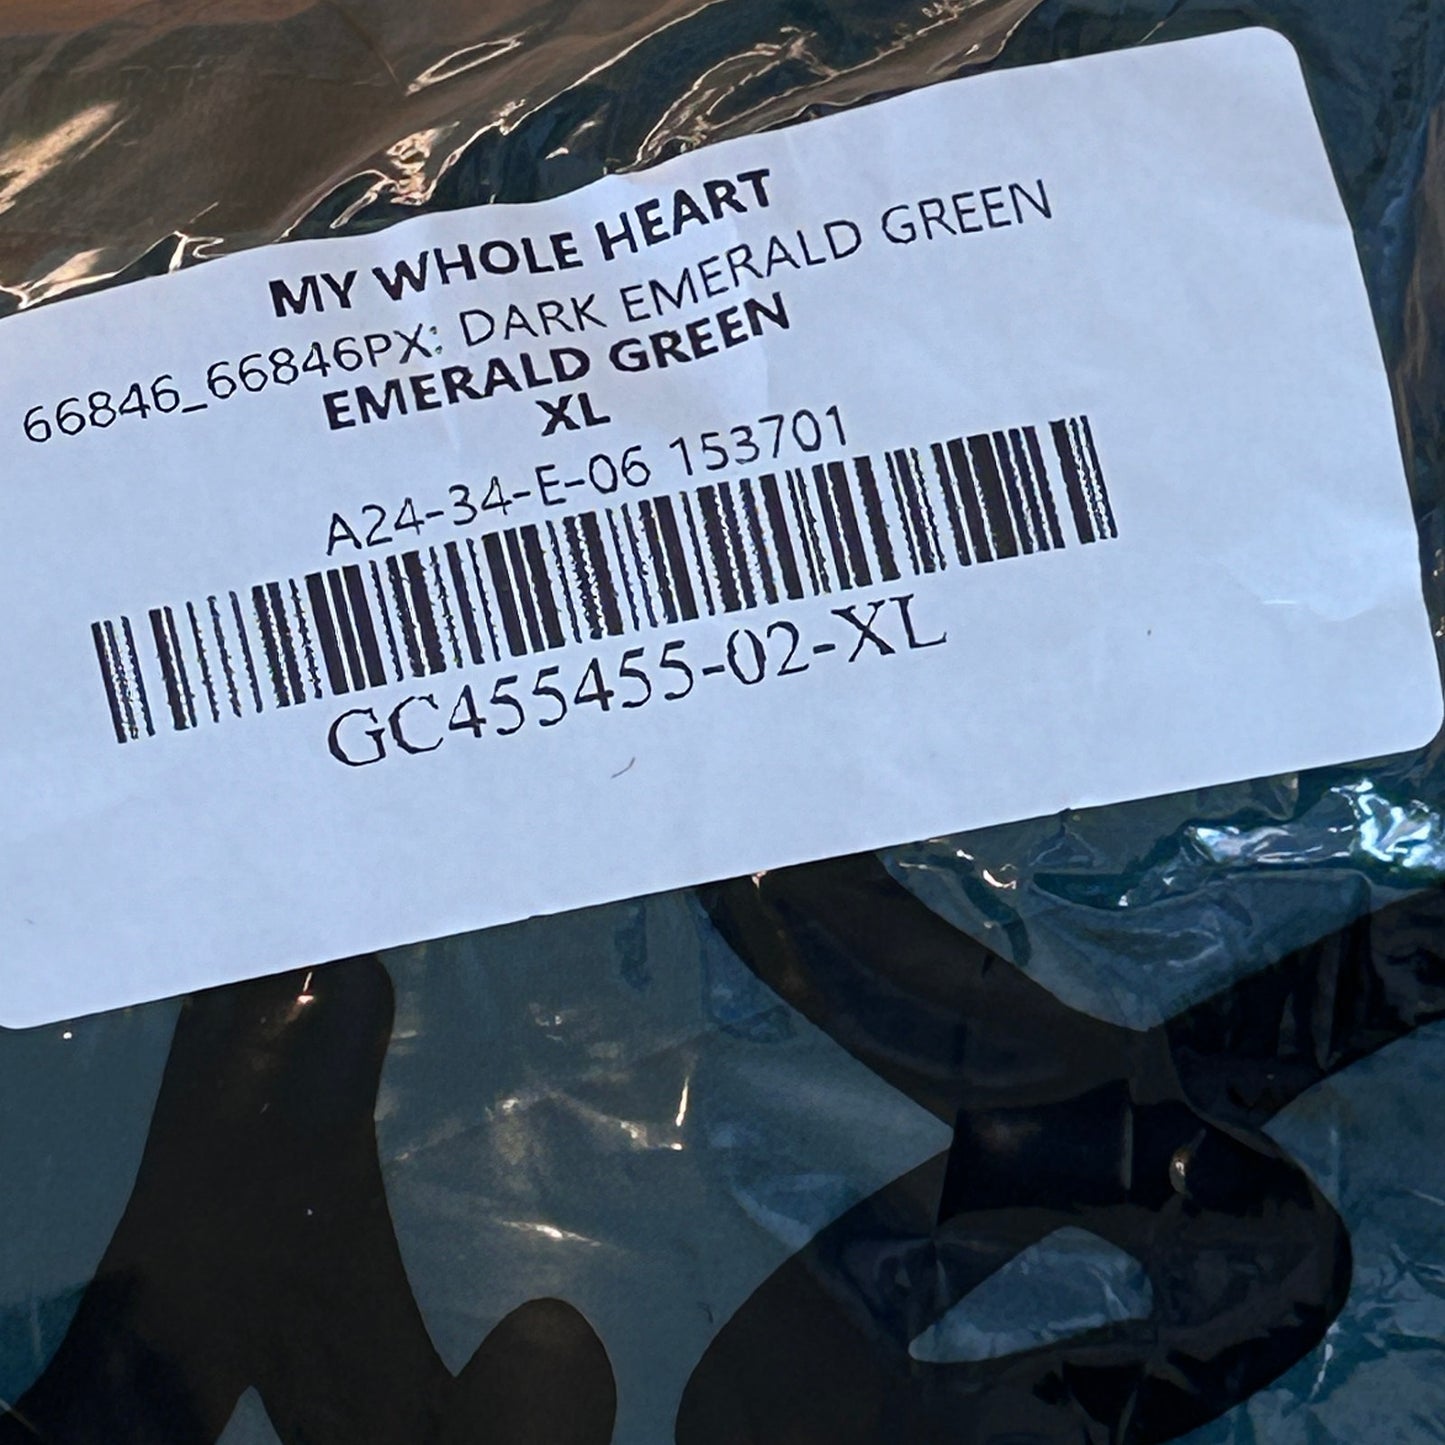 MY WHOLE HEART
66846_66846PX: DARK EMERALD GREEN
EMERALD GREEN
XL
A24-34-E-06 153701
GC455455-02-XL